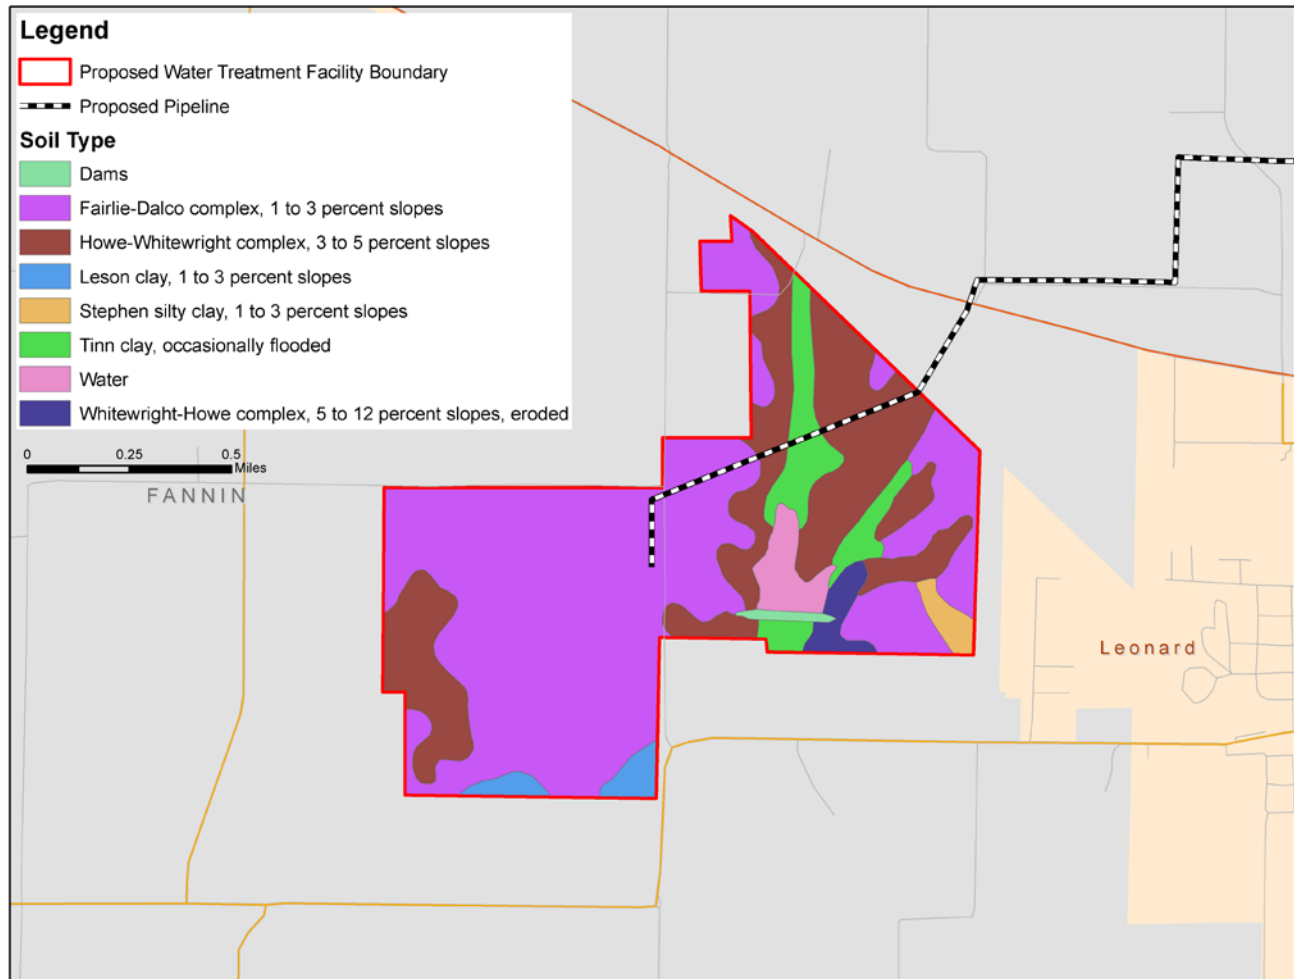 Legend
Proposed Water Treatment Facility Boundary
Proposed Pipeline
Soil Type
Dams
Fairlie-Dalco complex, 1 to 3 percent slopes
Howe-Whitewright complex, 3 to 5 percent slopes
Leson clay, 1 to 3 percent slopes
Stephen silty clay, 1 to 3 percent slopes
Tinn clay, occasionally flooded
Water
Whitewright-Howe complex, 5 to 12 percent slopes, eroded
0 0.25 0.5
Miles
FANNIN
Leonard